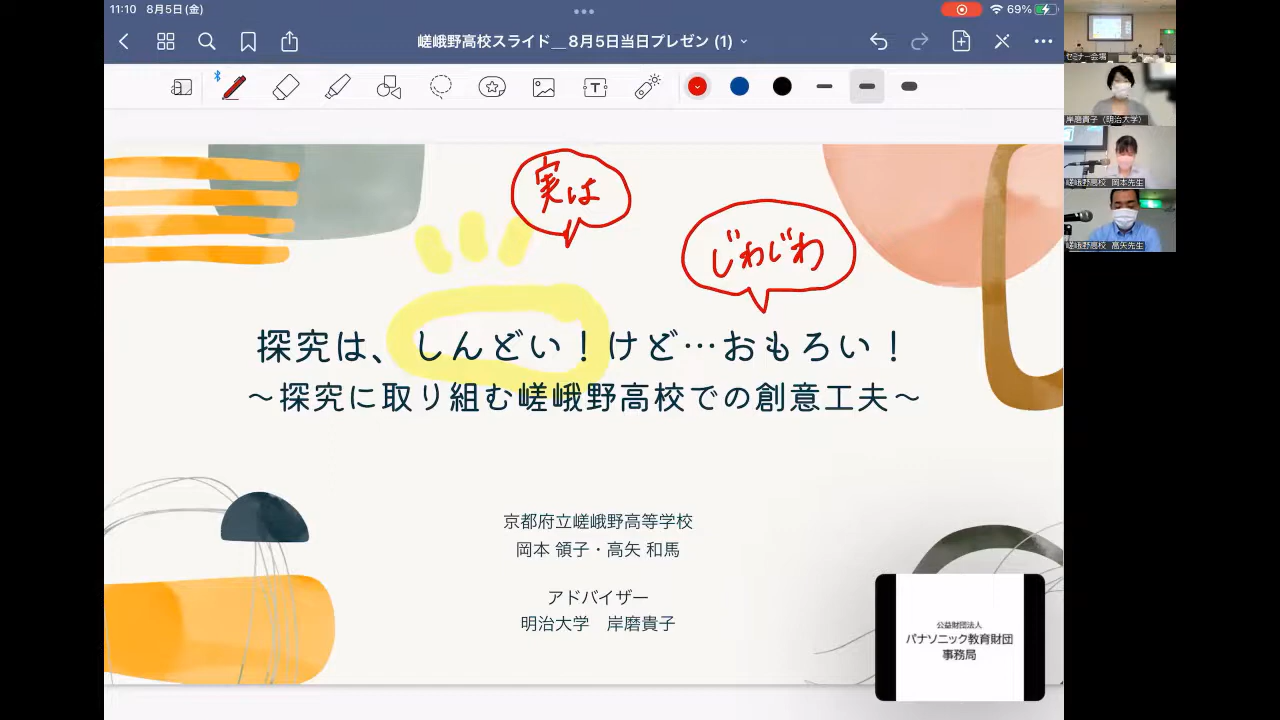 11:10 8月5日(金)
69%
嵯峨野高校スライド__8月5日当日プレゼン (1)
セミナー会場
岸磨貴子（明治大学）
嵯峨野高校 岡本先生
嵯峨野高校 高矢先生
実は
じわじわ
探究は、しんどい！けど…おもろい！
～探究に取り組む嵯峨野高校での創意工夫～
京都府立嵯峨野高等学校
岡本 領子・高矢 和馬
アドバイザー
明治大学 岸磨貴子
公益財団法人
パナソニック教育財団
事務局